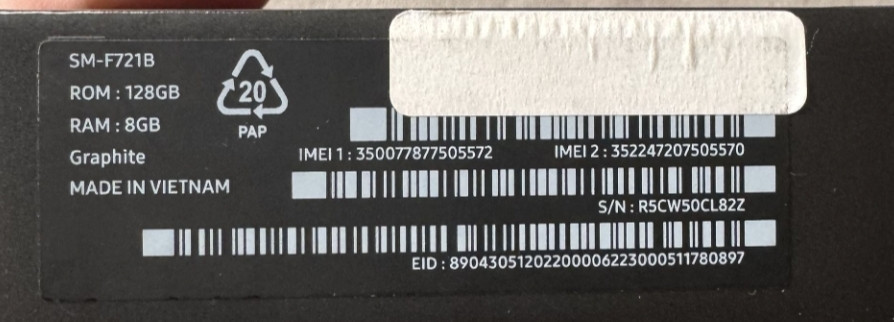 SM-F721B
ROM : 128GB
RAM : 8GB
Graphite
MADE IN VIETNAM
20
PAP
IMEI 1 : 350077877505572 IMEI 2 : 352247207505570
S/N : R5CW50CL82Z
EID : 89043051202200006223000511780897